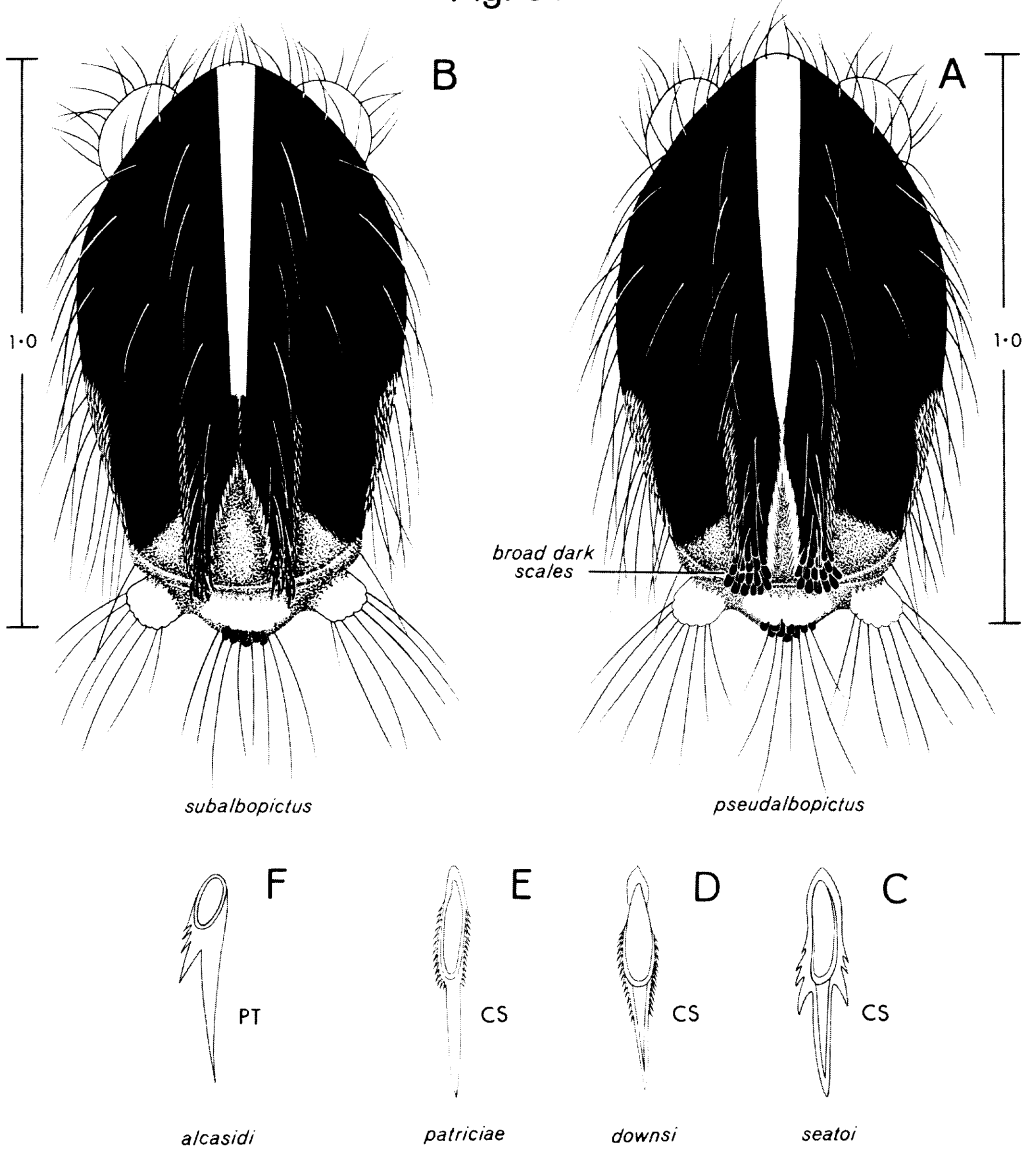 B
A
1·0
1·0
broad dark
scales
subalbopictus
pseudalbopictus
F
E
D
C
PT
CS
CS
CS
alcasidi
patriciae
downsi
seatoi